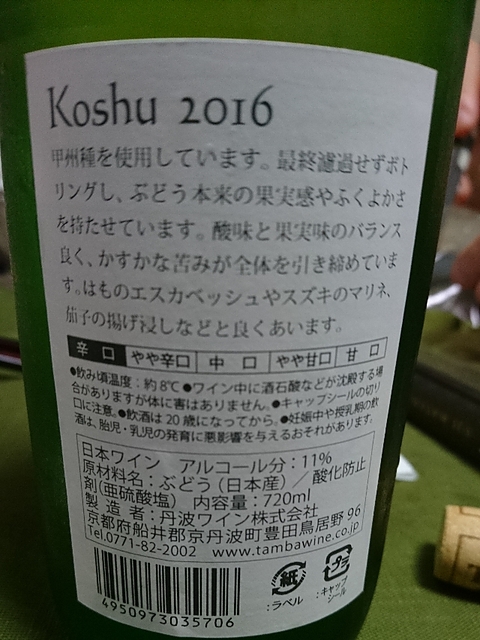 Koshu 2016
甲州種を使用しています。最終濾過せずボト
リングし、ぶどう本来の果実感やふくよかさ
を持たせています。酸味と果実味のバランス
良く、かすかな苦みが全体を引き締めていま
す。はものエスカベッシュやスズキのマリネ、
茄子の揚げ浸しなどと良くあいます。
辛口 やや辛口 中口 やや甘口 甘口
●飲み頃温度：約8℃ ●ワイン中に酒石酸などが沈殿する場
合がありますが体に害はありません。●キャップシールの切り
口に注意。●飲酒は20歳になってから。●妊娠中や授乳期の飲
酒は、胎児・乳児の発育に悪影響を与えるおそれがあります。
日本ワイン アルコール分：11%
原材料名：ぶどう（日本産）／酸化防止
剤(亜硫酸塩) 内容量：720ml
製造者：丹波ワイン株式会社
京都府船井郡京丹波町豊田鳥居野96
Tel.0771-82-2002 www.tambawine.co.jp
4950973035706
紙
：ラベル
プラ
：キャップ
シール